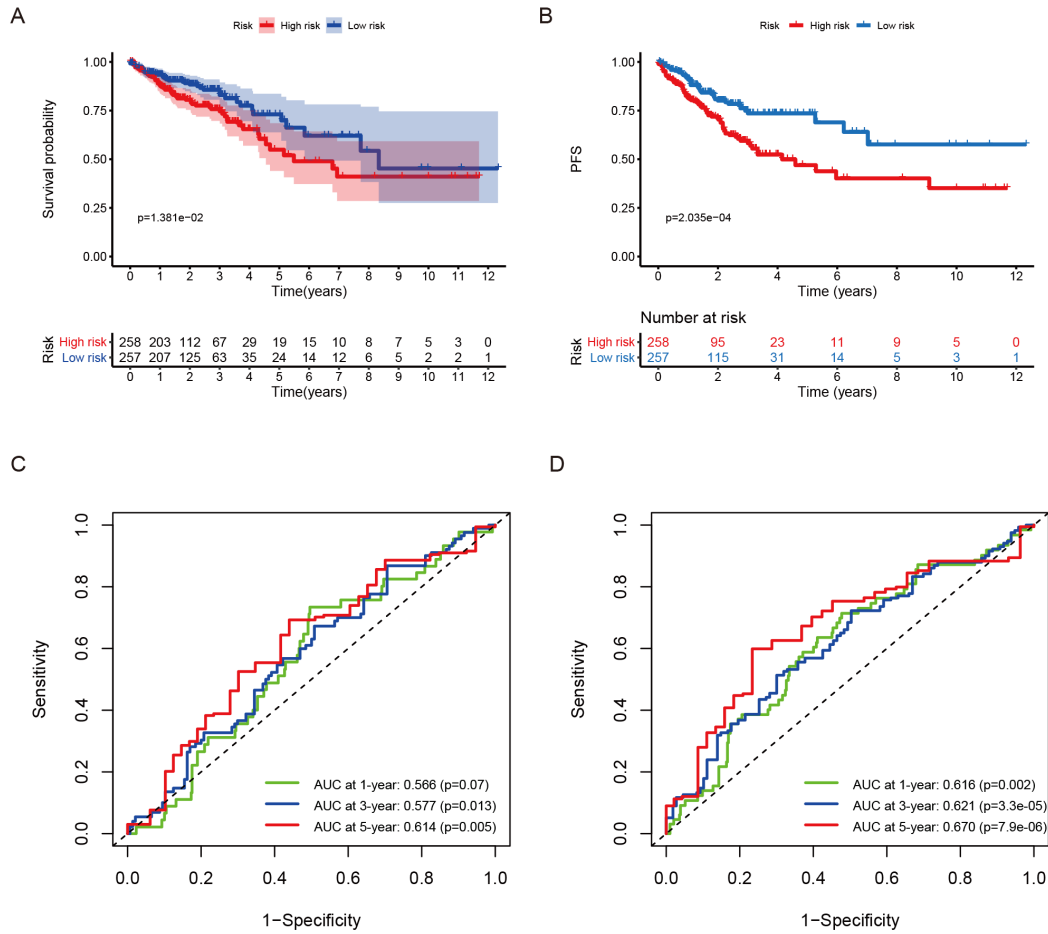 A
Risk High risk Low risk
Survival probability
1.00
0.75
0.50
0.25
0.00
p=1.381e−02
0 1 2 3 4 5 6 7 8 9 10 11 12
Time(years)
Risk
High risk 258 203 112 67 29 19 15 10 8 7 5 3 0
Low risk 257 207 125 63 35 24 14 12 6 5 2 2 1
0 1 2 3 4 5 6 7 8 9 10 11 12
Time(years)
B
Risk High risk Low risk
PFS
1.00
0.75
0.50
0.25
0.00
p=2.035e−04
0 2 4 6 8 10 12
Time (years)
Number at risk
Risk
High risk 258 95 23 11 9 5 0
Low risk 257 115 31 14 5 3 1
0 2 4 6 8 10 12
Time (years)
C
Sensitivity
1.0
0.8
0.6
0.4
0.2
0.0
AUC at 1-year: 0.566 (p=0.07)
AUC at 3-year: 0.577 (p=0.013)
AUC at 5-year: 0.614 (p=0.005)
0.0 0.2 0.4 0.6 0.8 1.0
1−Specificity
D
Sensitivity
1.0
0.8
0.6
0.4
0.2
0.0
AUC at 1-year: 0.616 (p=0.002)
AUC at 3-year: 0.621 (p=3.3e-05)
AUC at 5-year: 0.670 (p=7.9e-06)
0.0 0.2 0.4 0.6 0.8 1.0
1−Specificity